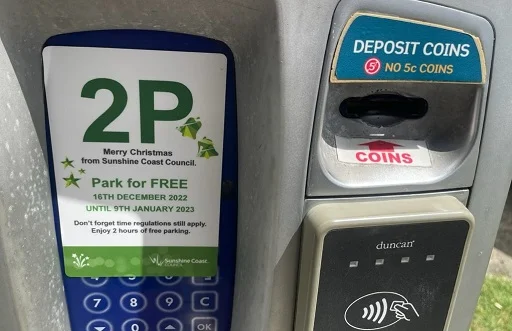 2P
Merry Christmas
from Sunshine Coast Council.
Park for FREE
16TH DECEMBER 2022
UNTIL 9TH JANUARY 2023
Don't forget time regulations still apply.
Enjoy 2 hours of free parking.
Sunshine Coast
COUNCIL
7 8 9 C
0 OK
DEPOSIT COINS
5 NO 5c COINS
COINS
duncan